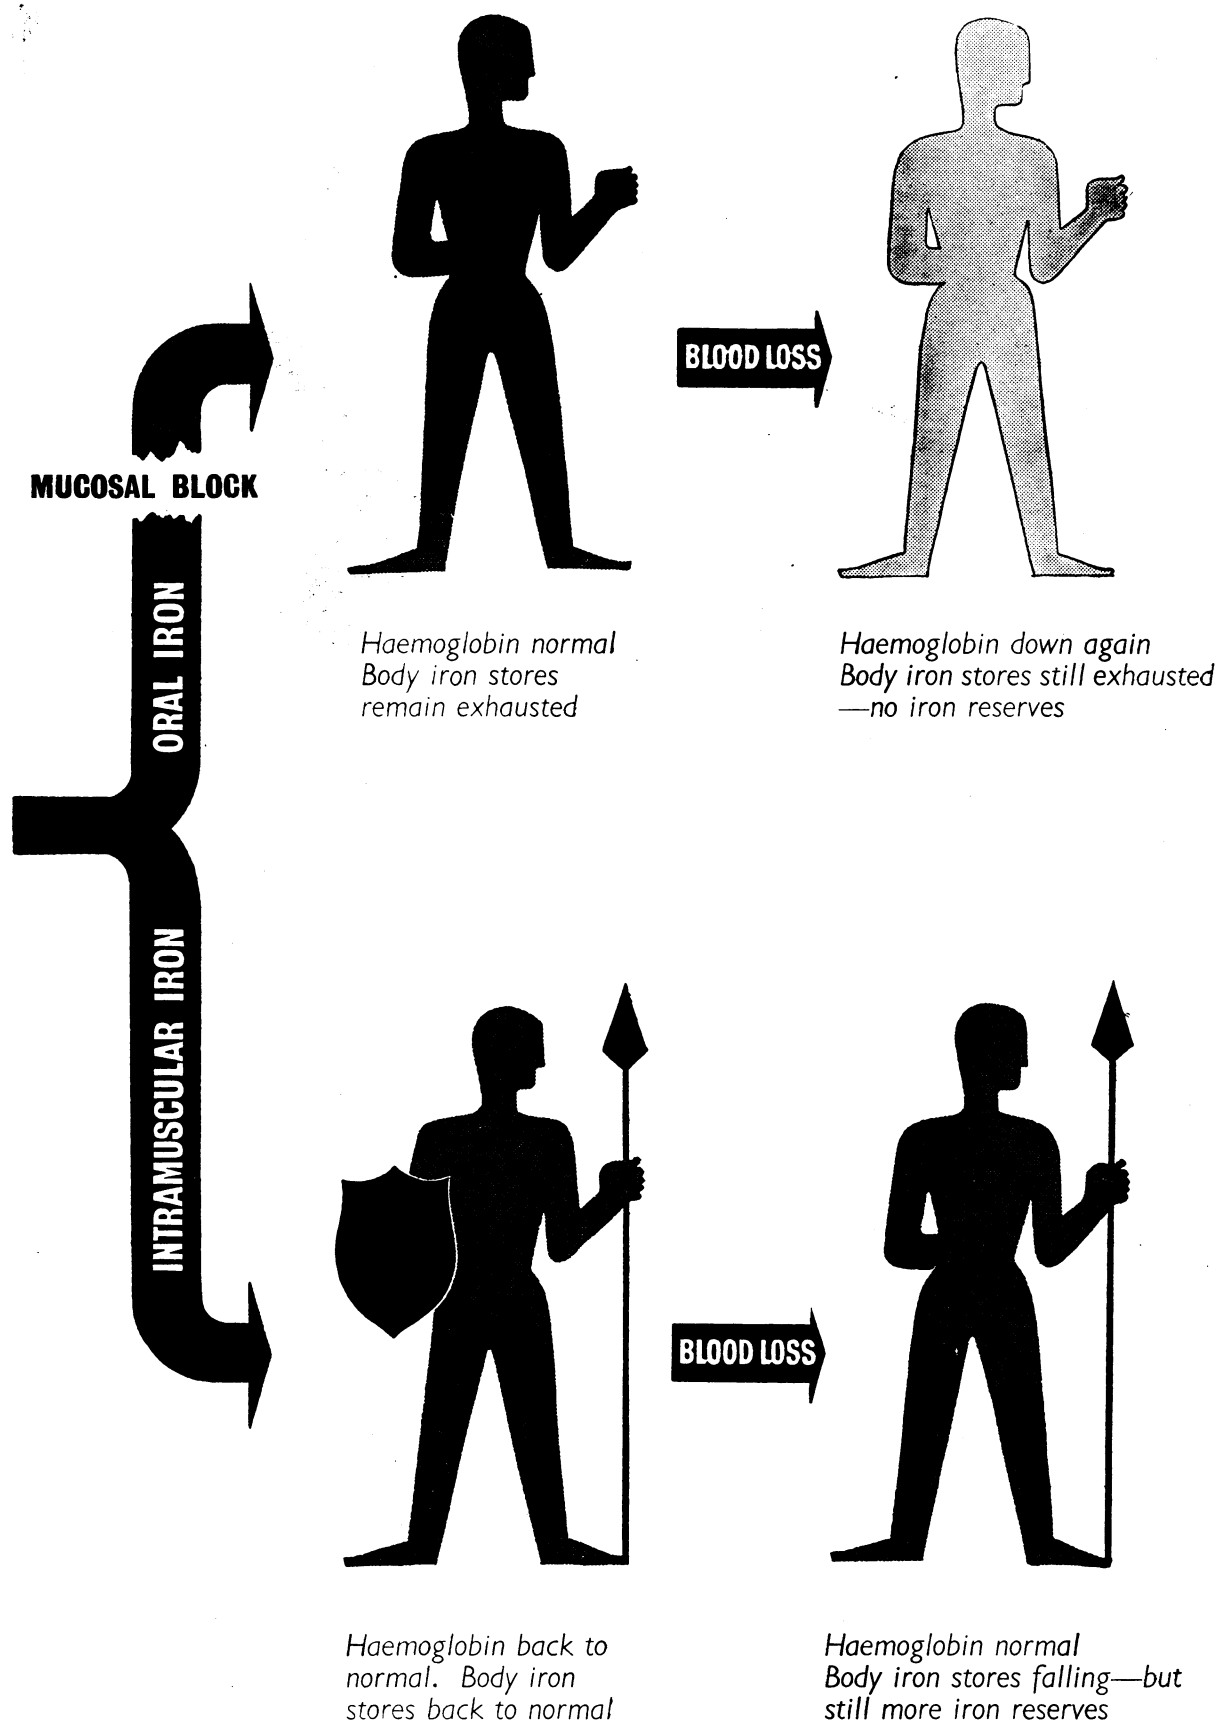 BLOOD LOSS
MUCOSAL BLOCK
ORAL IRON
Haemoglobin normal
Body iron stores
remain exhausted
Haemoglobin down again
Body iron stores still exhausted
—no iron reserves
INTRAMUSCULAR IRON
BLOOD LOSS
Haemoglobin back to
normal. Body iron
stores back to normal
Haemoglobin normal
Body iron stores falling—but
still more iron reserves